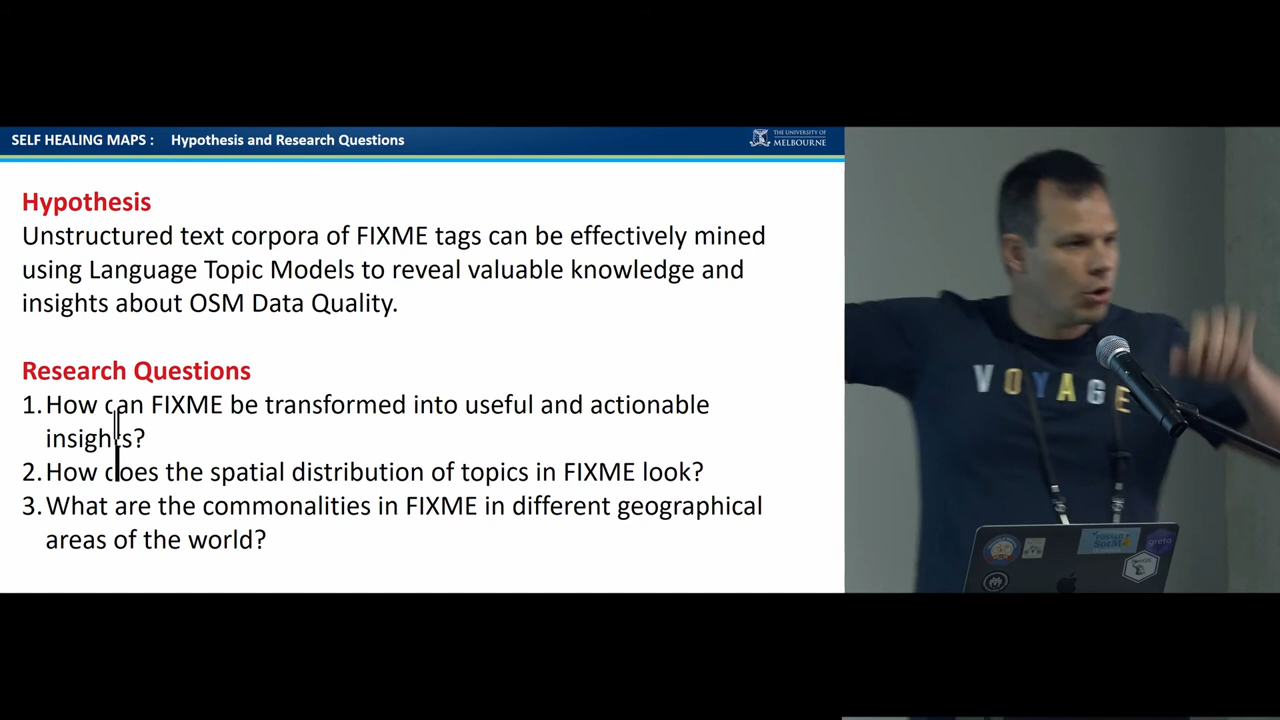 SELF HEALING MAPS : Hypothesis and Research Questions
THE UNIVERSITY OF
MELBOURNE
Hypothesis
Unstructured text corpora of FIXME tags can be effectively mined
using Language Topic Models to reveal valuable knowledge and
insights about OSM Data Quality.
Research Questions
1. How can FIXME be transformed into useful and actionable
insights?
2. How does the spatial distribution of topics in FIXME look?
3. What are the commonalities in FIXME in different geographical
areas of the world?
VOYAGE
greta